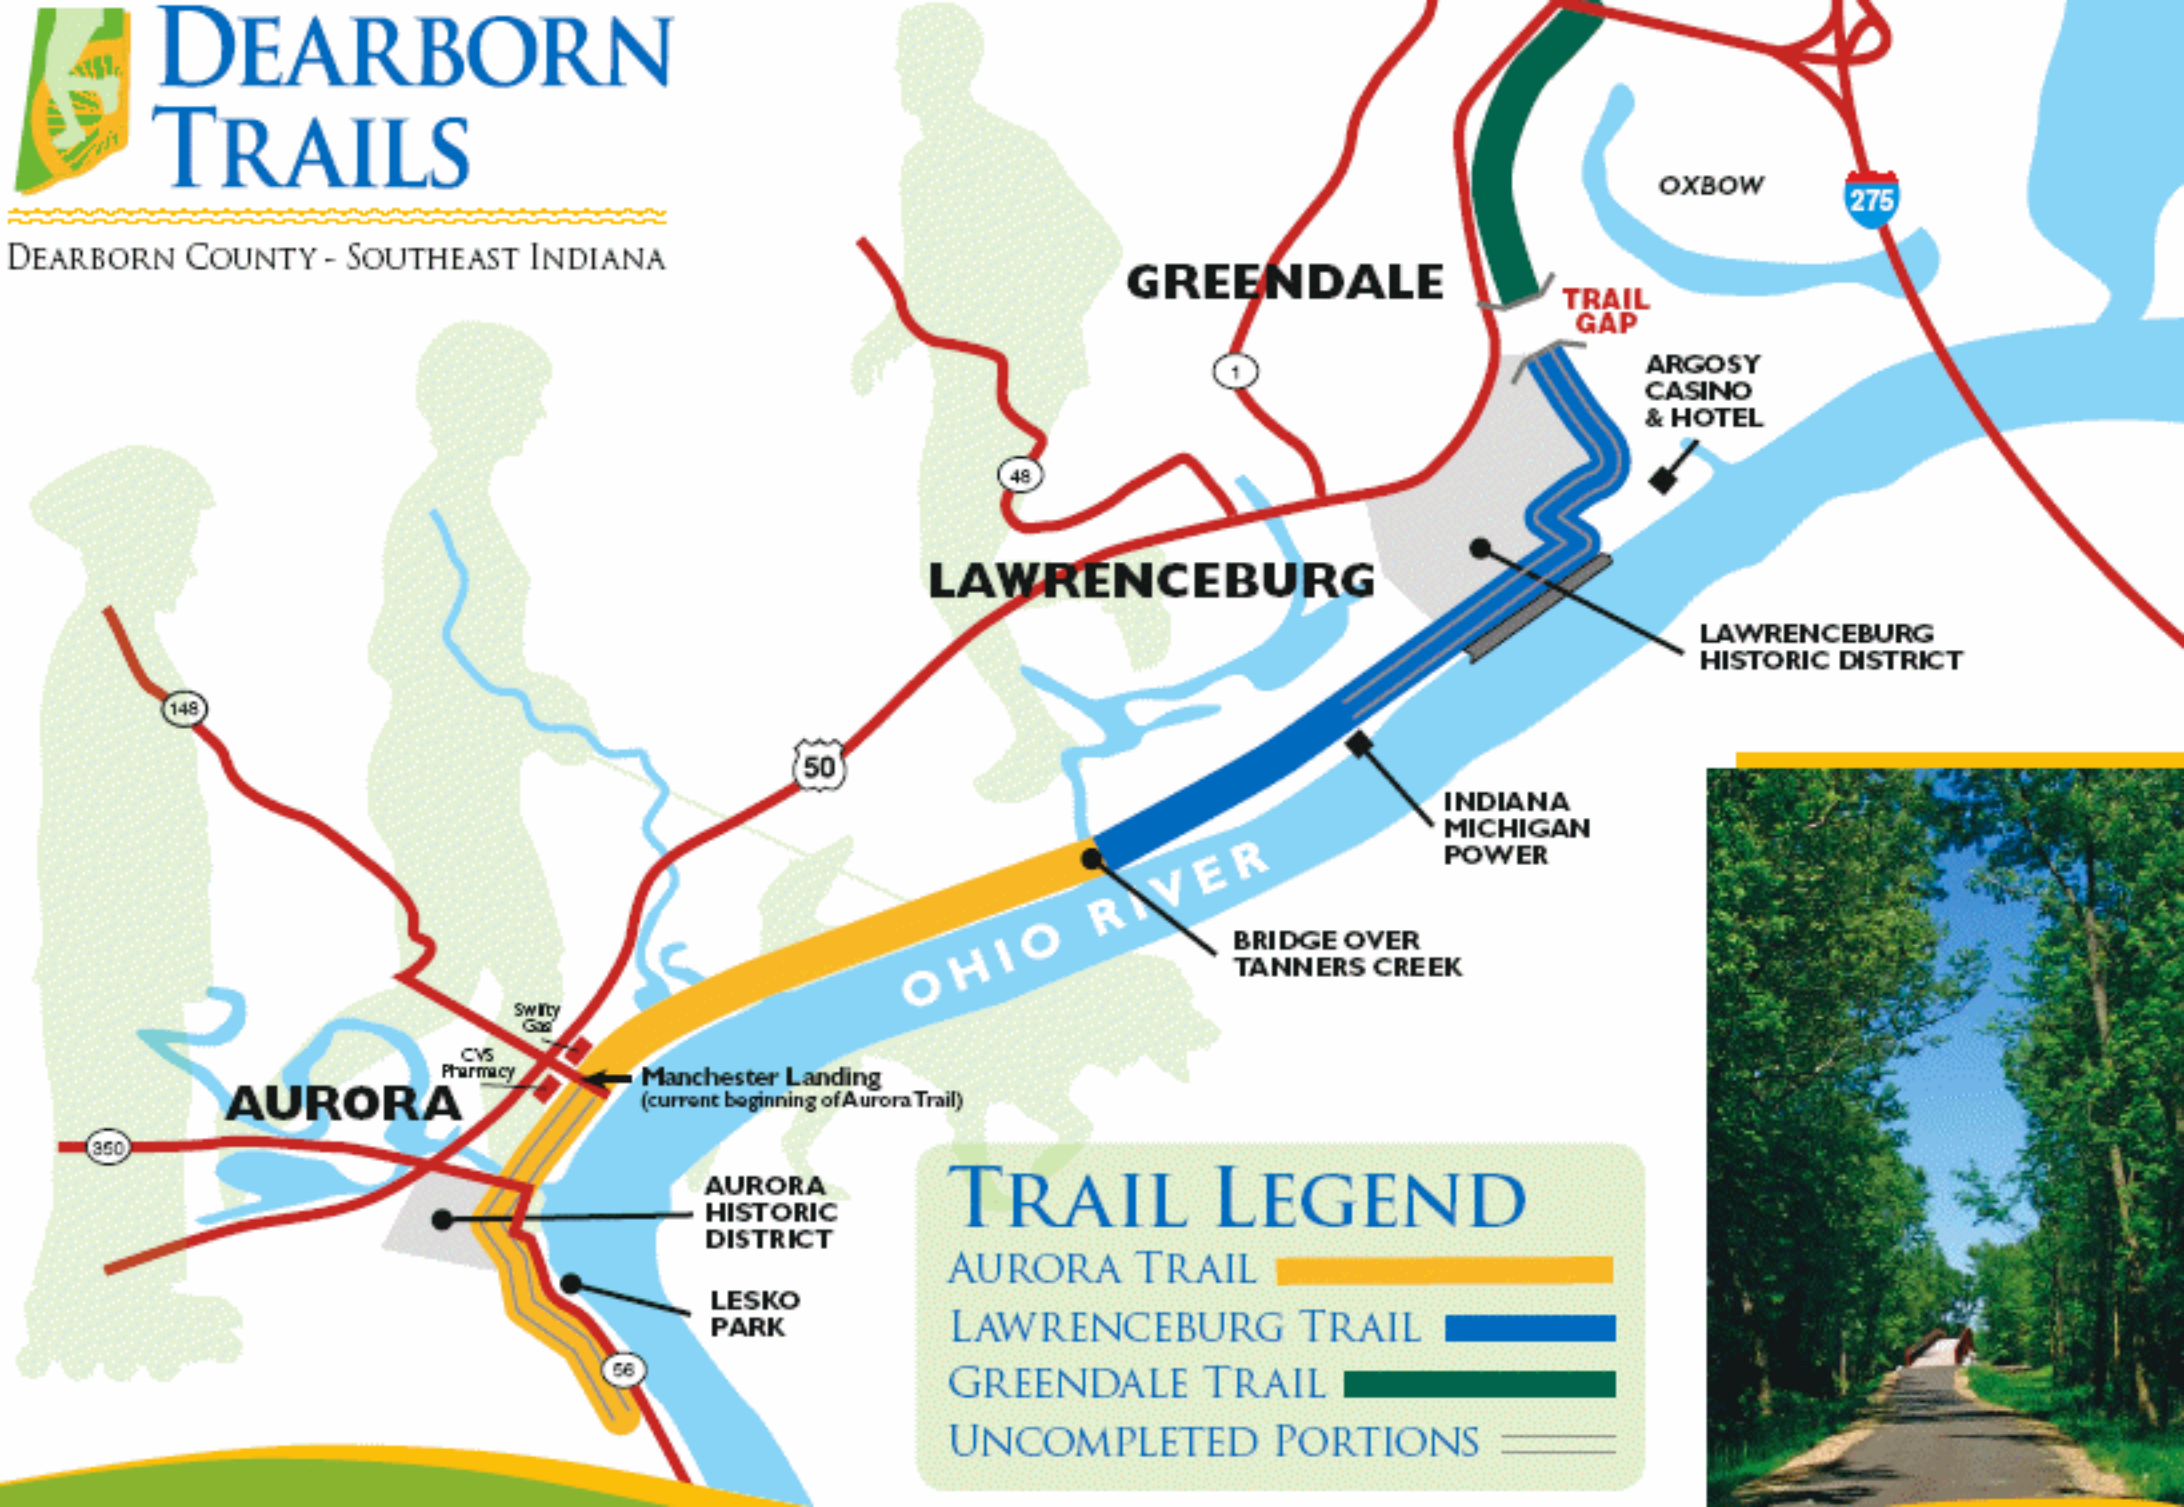 DEARBORN
TRAILS
DEARBORN COUNTY - SOUTHEAST INDIANA
OXBOW
275
GREENDALE
TRAIL
GAP
ARGOSY
CASINO
& HOTEL
1
48
LAWRENCEBURG
LAWRENCEBURG
HISTORIC DISTRICT
148
50
INDIANA
MICHIGAN
POWER
OHIO RIVER
BRIDGE OVER
TANNERS CREEK
Swifty
Gas
CVS
Pharmacy
Manchester Landing
(current beginning of Aurora Trail)
AURORA
350
AURORA
HISTORIC
DISTRICT
LESKO
PARK
56
TRAIL LEGEND
AURORA TRAIL
LAWRENCEBURG TRAIL
GREENDALE TRAIL
UNCOMPLETED PORTIONS